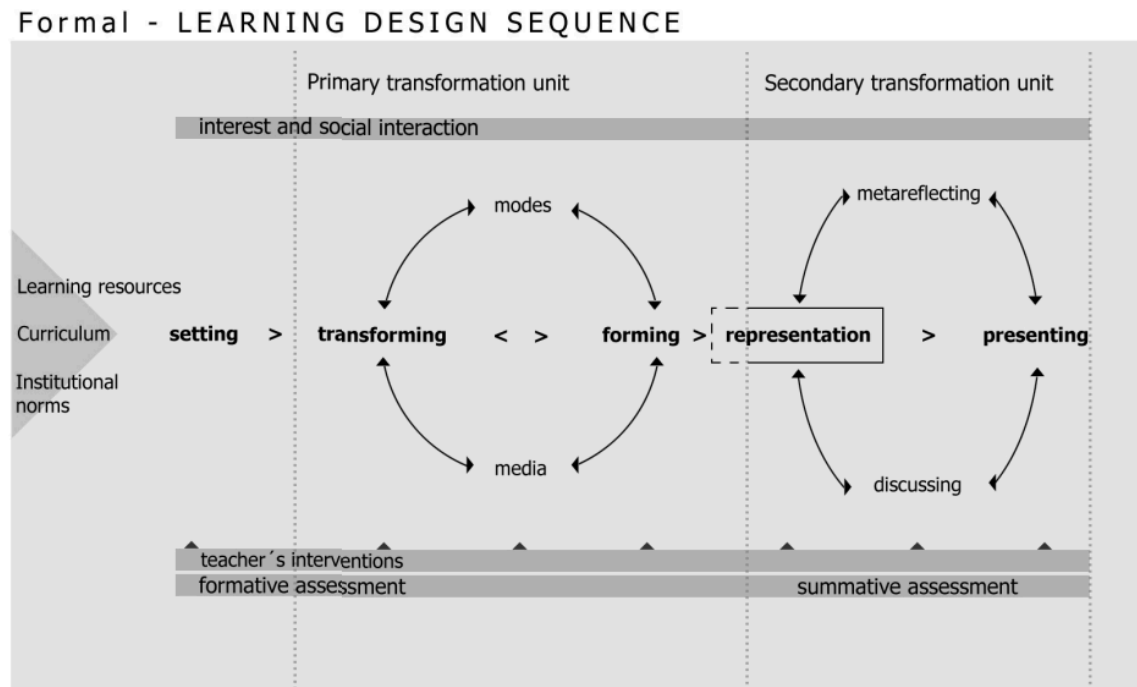 Formal - LEARNING DESIGN SEQUENCE
Primary transformation unit
Secondary transformation unit
interest and social interaction
modes
metareflecting
Learning resources
Curriculum
Institutional
norms
setting > transforming < > forming > representation > presenting
media
discussing
teacher´s interventions
formative assessment
summative assessment